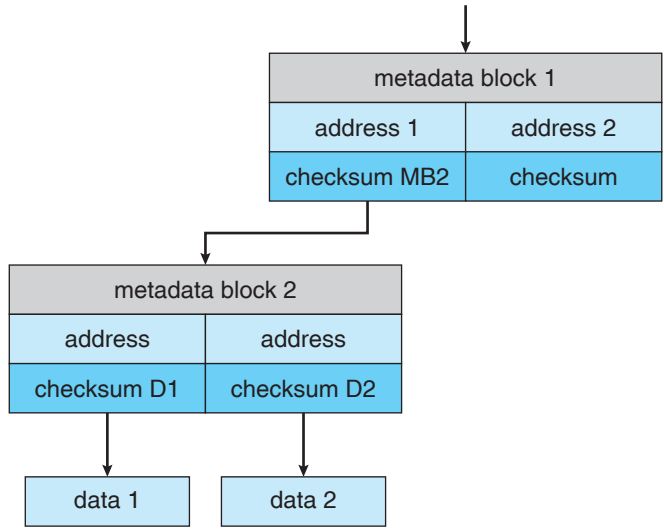 metadata block 1
address 1 address 2
checksum MB2 checksum
metadata block 2
address address
checksum D1 checksum D2
data 1 data 2